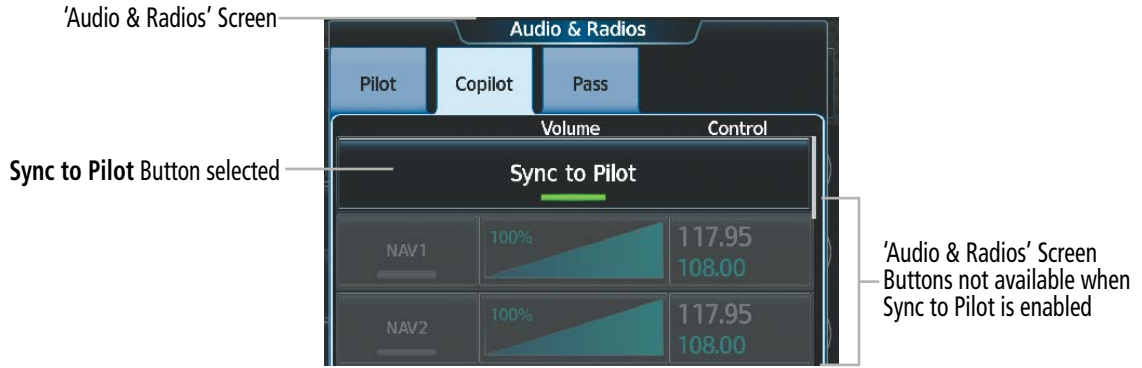 'Audio & Radios' Screen
Audio & Radios
Pilot Copilot Pass
Volume Control
Sync to Pilot Button selected
Sync to Pilot
NAV1 100% 117.95
108.00
NAV2 100% 117.95
108.00
'Audio & Radios' Screen
Buttons not available when
Sync to Pilot is enabled